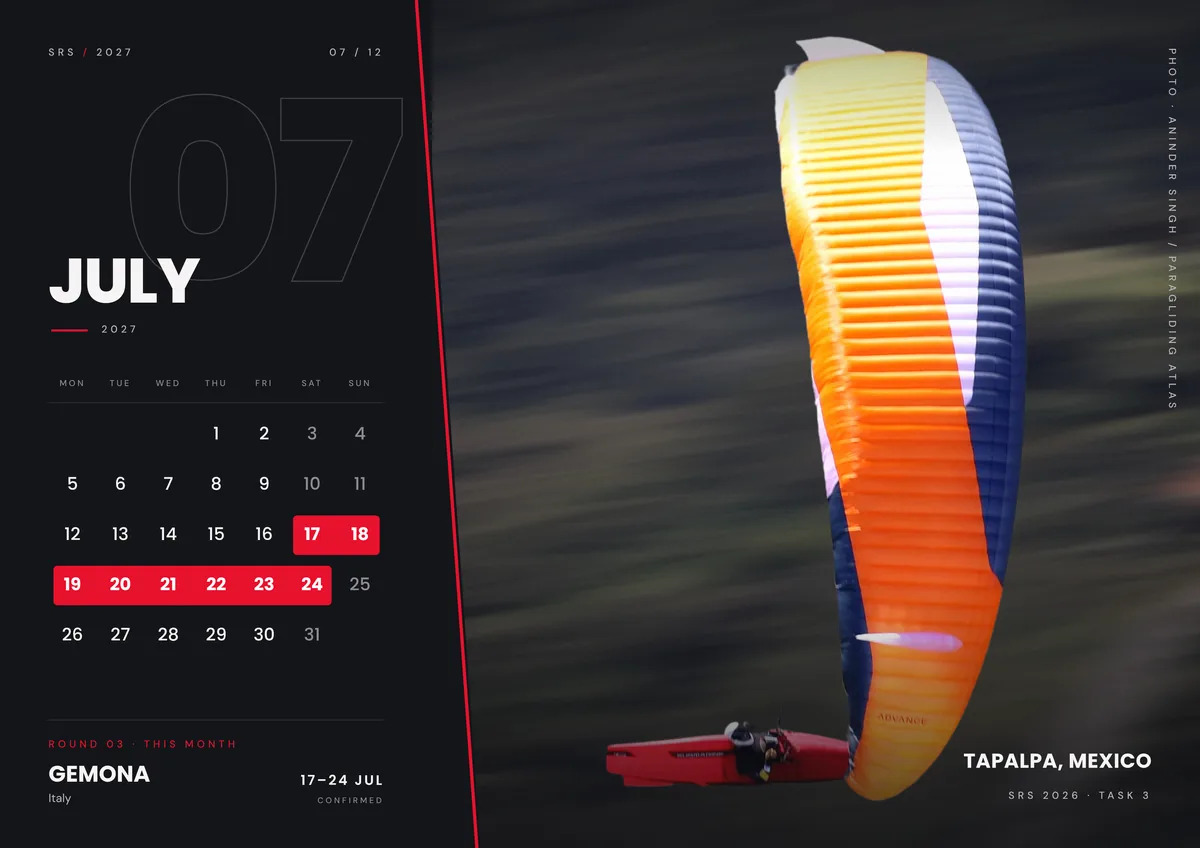 SRS / 2027
07 / 12
07
JULY
2027
MON TUE WED THU FRI SAT SUN
1 2 3 4
5 6 7 8 9 10 11
12 13 14 15 16 17 18
19 20 21 22 23 24 25
26 27 28 29 30 31
ROUND 03 · THIS MONTH
GEMONA
Italy
17–24 JUL
CONFIRMED
PHOTO · ANINDER SINGH / PARAGLIDING ATLAS
ADVANCE
TAPALPA, MEXICO
SRS 2026 · TASK 3